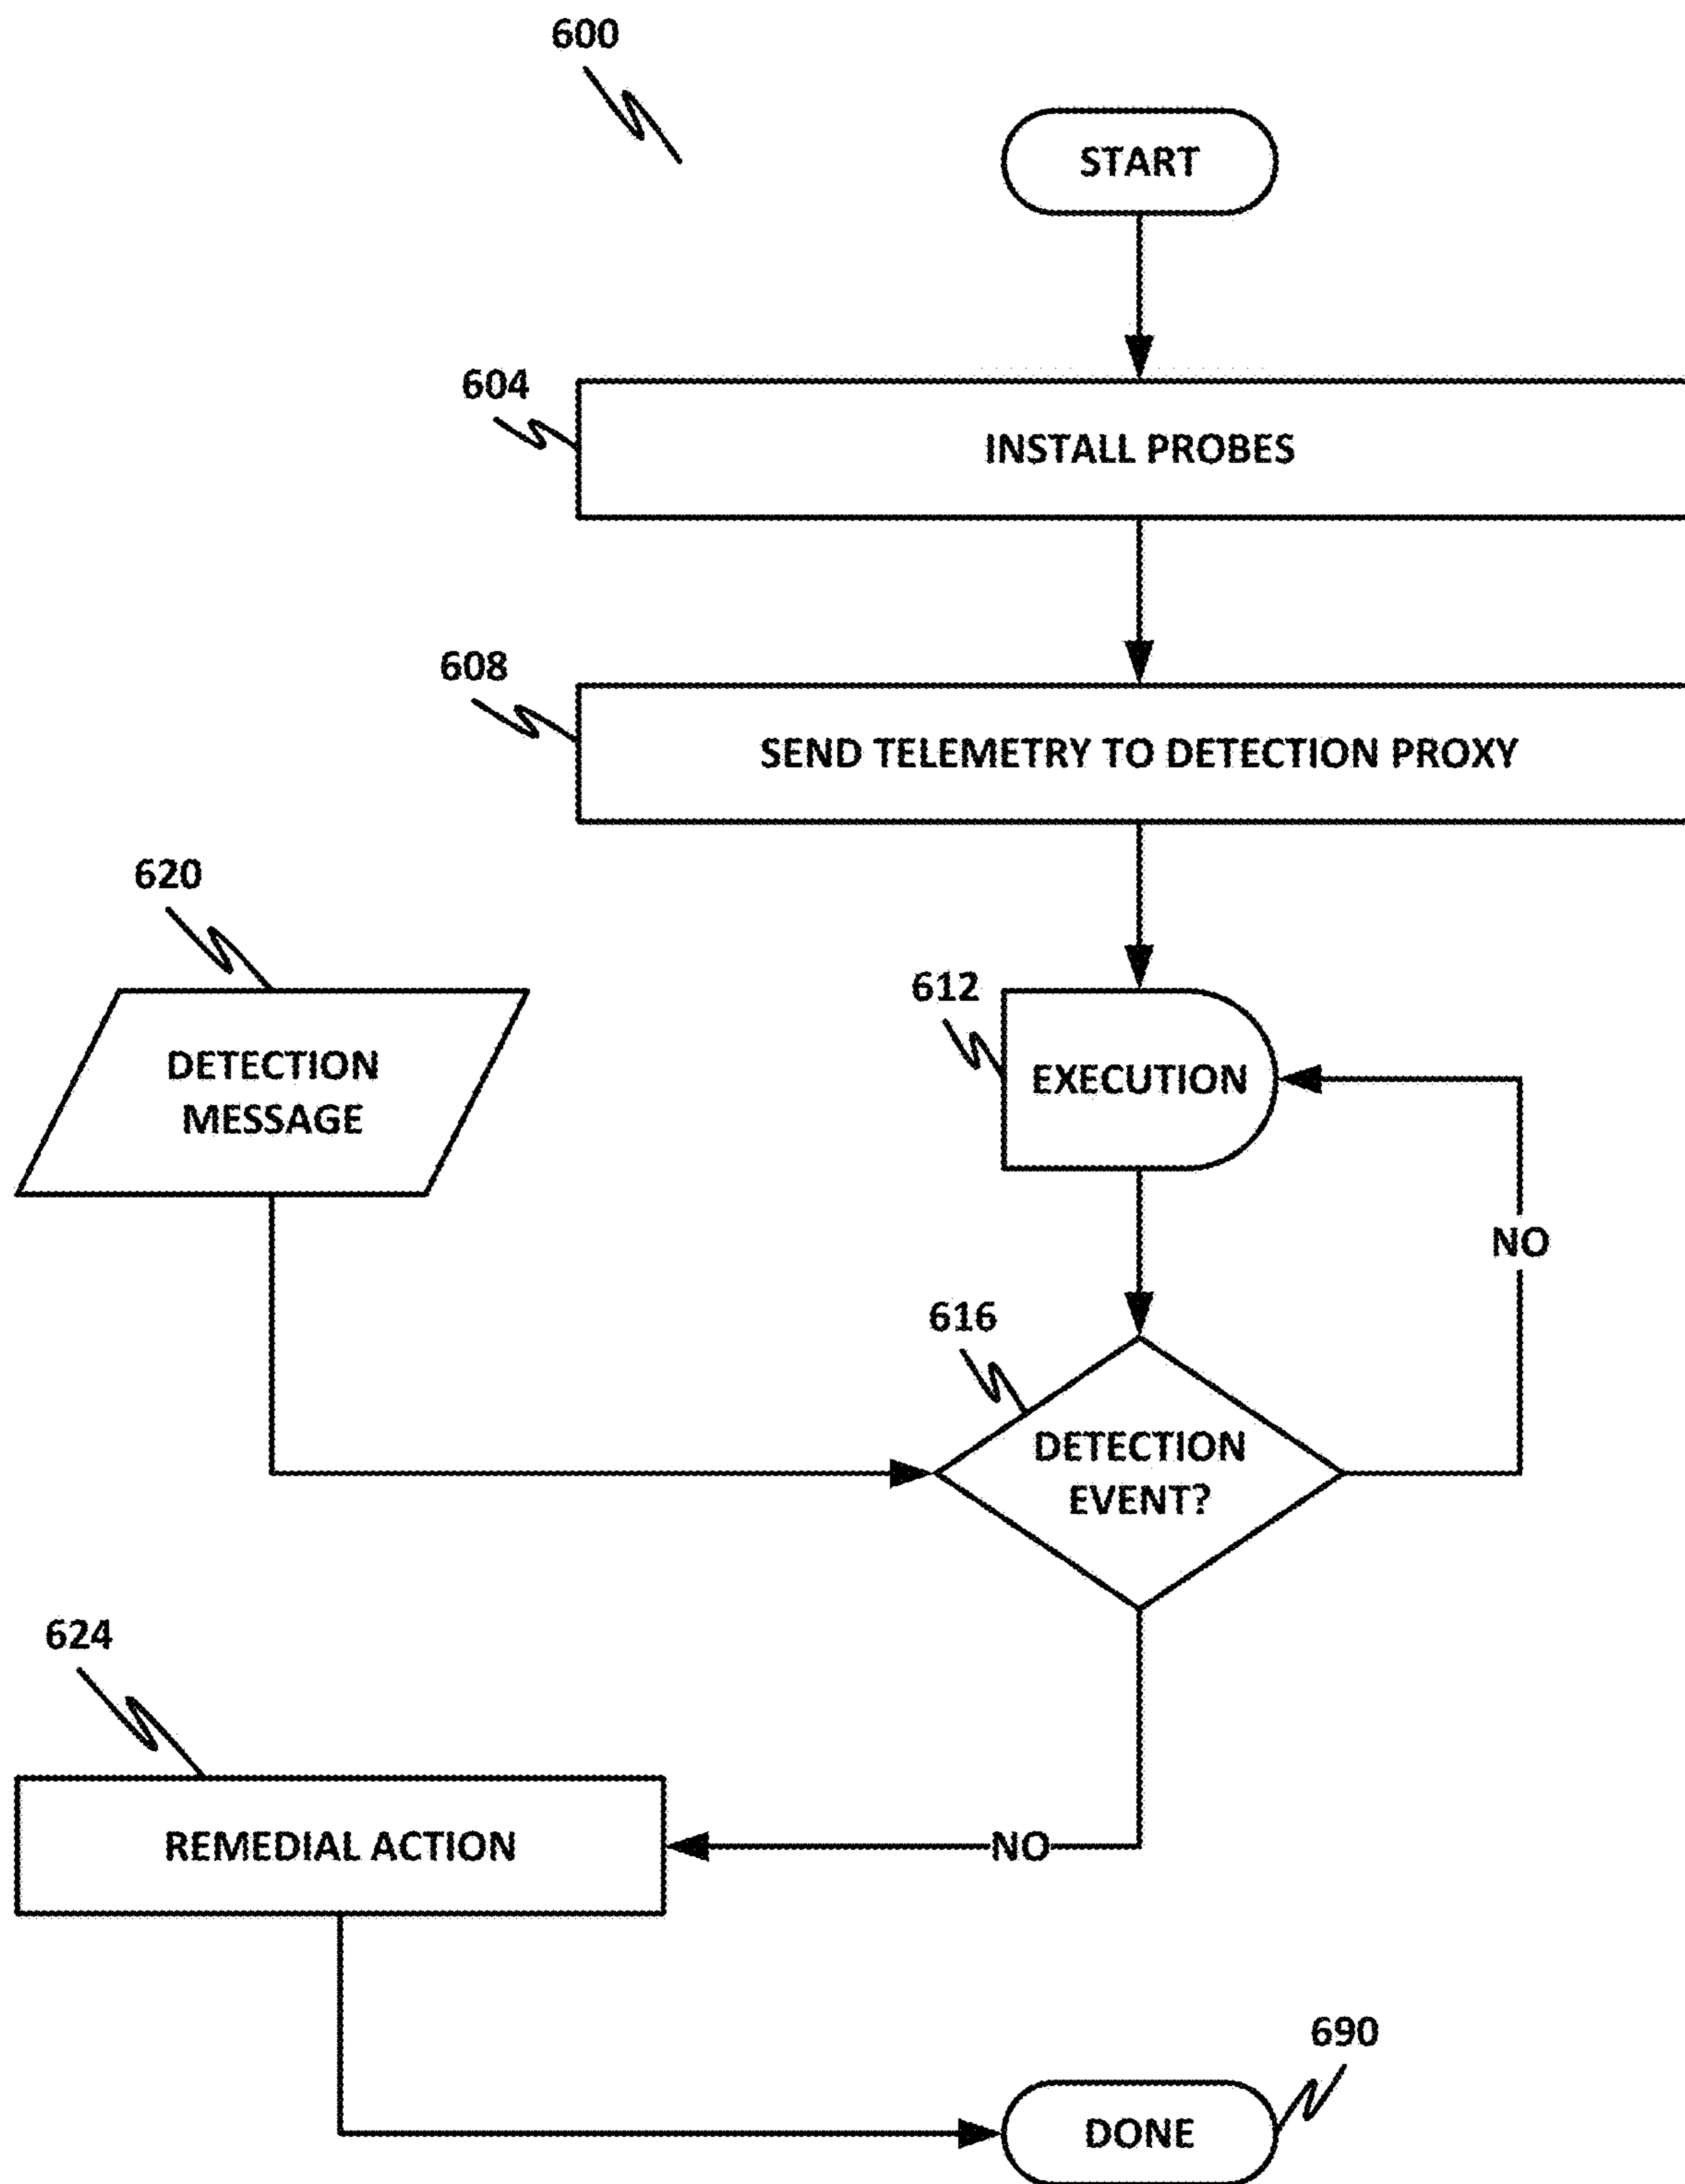 600
START
604
INSTALL PROBES
608
SEND TELEMETRY TO DETECTION PROXY
620
612
DETECTION
MESSAGE
EXECUTION
NO
616
DETECTION
EVENT?
624
REMEDIAL ACTION
NO
690
DONE